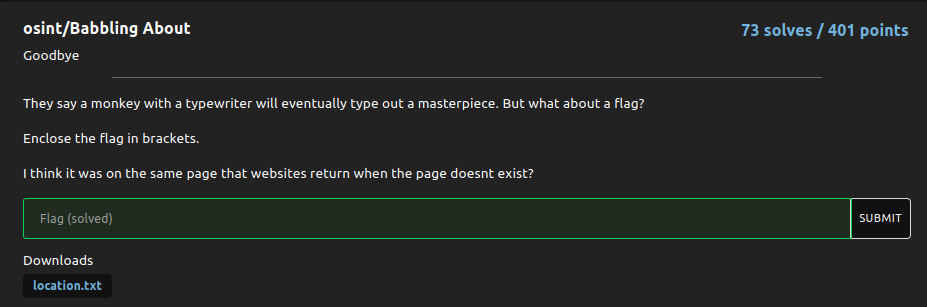 osint/Babbling About
73 solves / 401 points
Goodbye
They say a monkey with a typewriter will eventually type out a masterpiece. But what about a flag?
Enclose the flag in brackets.
I think it was on the same page that websites return when the page doesnt exist?
Flag (solved)
SUBMIT
Downloads
location.txt